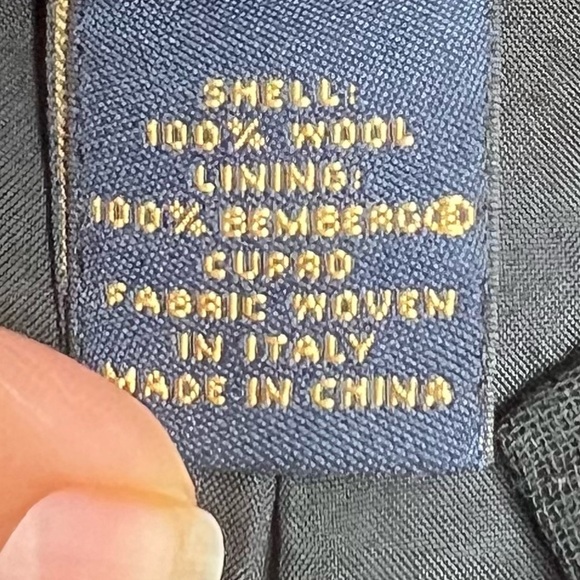 SHELL:
100% WOOL
LINING:
100% BEMBERG®
CUPRO
FABRIC WOVEN
IN ITALY
MADE IN CHINA